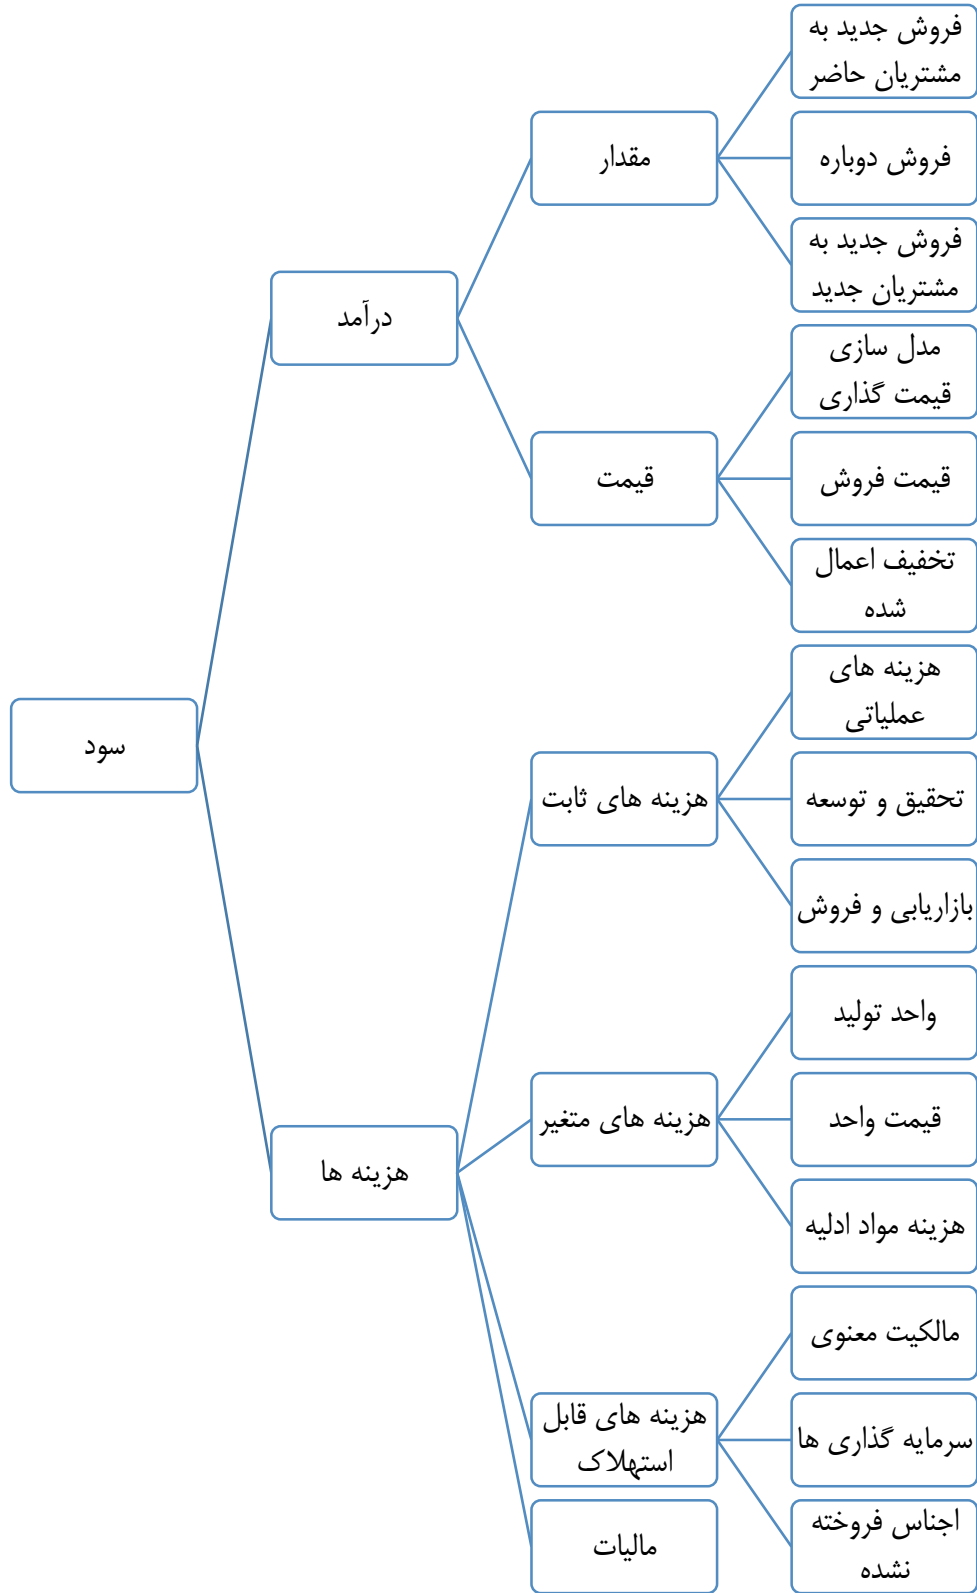 فروش جدید به
مشتریان حاضر
مقدار
فروش دوباره
فروش جدید به
مشتریان جدید
درآمد
مدل سازی
قیمت گذاری
قیمت
قیمت فروش
تخفیف اعمال
شده
هزینه های
عملیاتی
سود
هزینه های ثابت
تحقیق و توسعه
بازاریابی و فروش
واحد تولید
هزینه های متغیر
قیمت واحد
هزینه ها
هزینه مواد ادلیه
مالکیت معنوی
هزینه های قابل
استهلاک
سرمایه گذاری ها
مالیات
اجناس فروخته
نشده